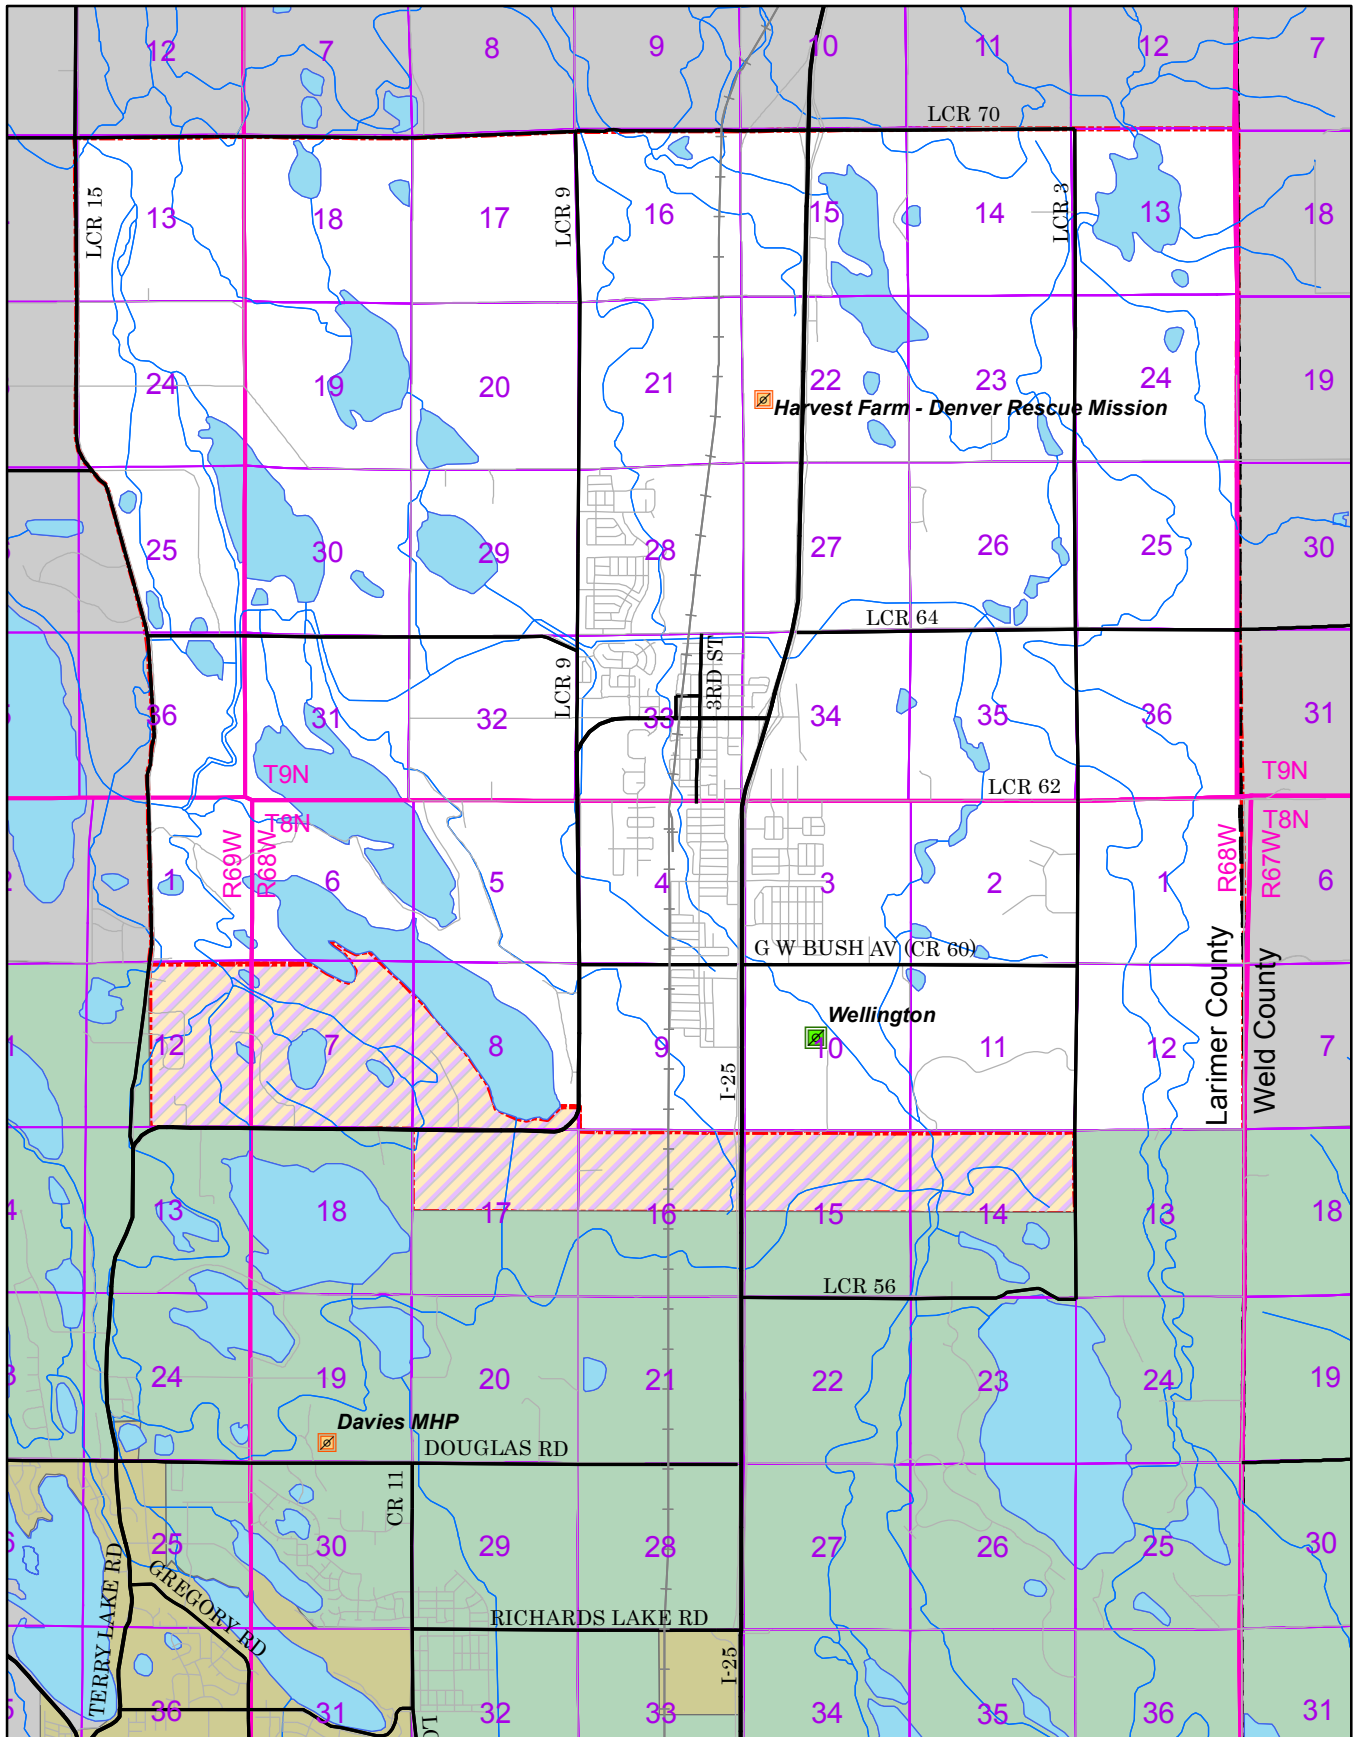 12 7 8 9 10 11 12 7
LCR 70
LCR 15
LCR 9
LCR 3
13 18 17 16 15 14 13 18
24 19 20 21 22 23 24 19
Harvest Farm - Denver Rescue Mission
25 30 29 28 27 26 25 30
LCR 64
LCR 9
3RD ST
36 31 32 33 34 35 36 31
T9N
T9N
LCR 62
T8N
T8N
R69W
R68W
R68W
R67W
1 6 5 4 3 2 1 6
G W BUSH AV (CR 60)
Larimer County
Weld County
Wellington
12 7 8 9 10 11 12 7
I-25
13 18 17 16 15 14 13 18
LCR 56
24 19 20 21 22 23 24 19
Davies MHP
DOUGLAS RD
CR 11
25 30 29 28 27 26 25 30
TERRY LAKE RD
GREGORY RD
RICHARDS LAKE RD
I-25
36 31 32 33 34 35 36 31